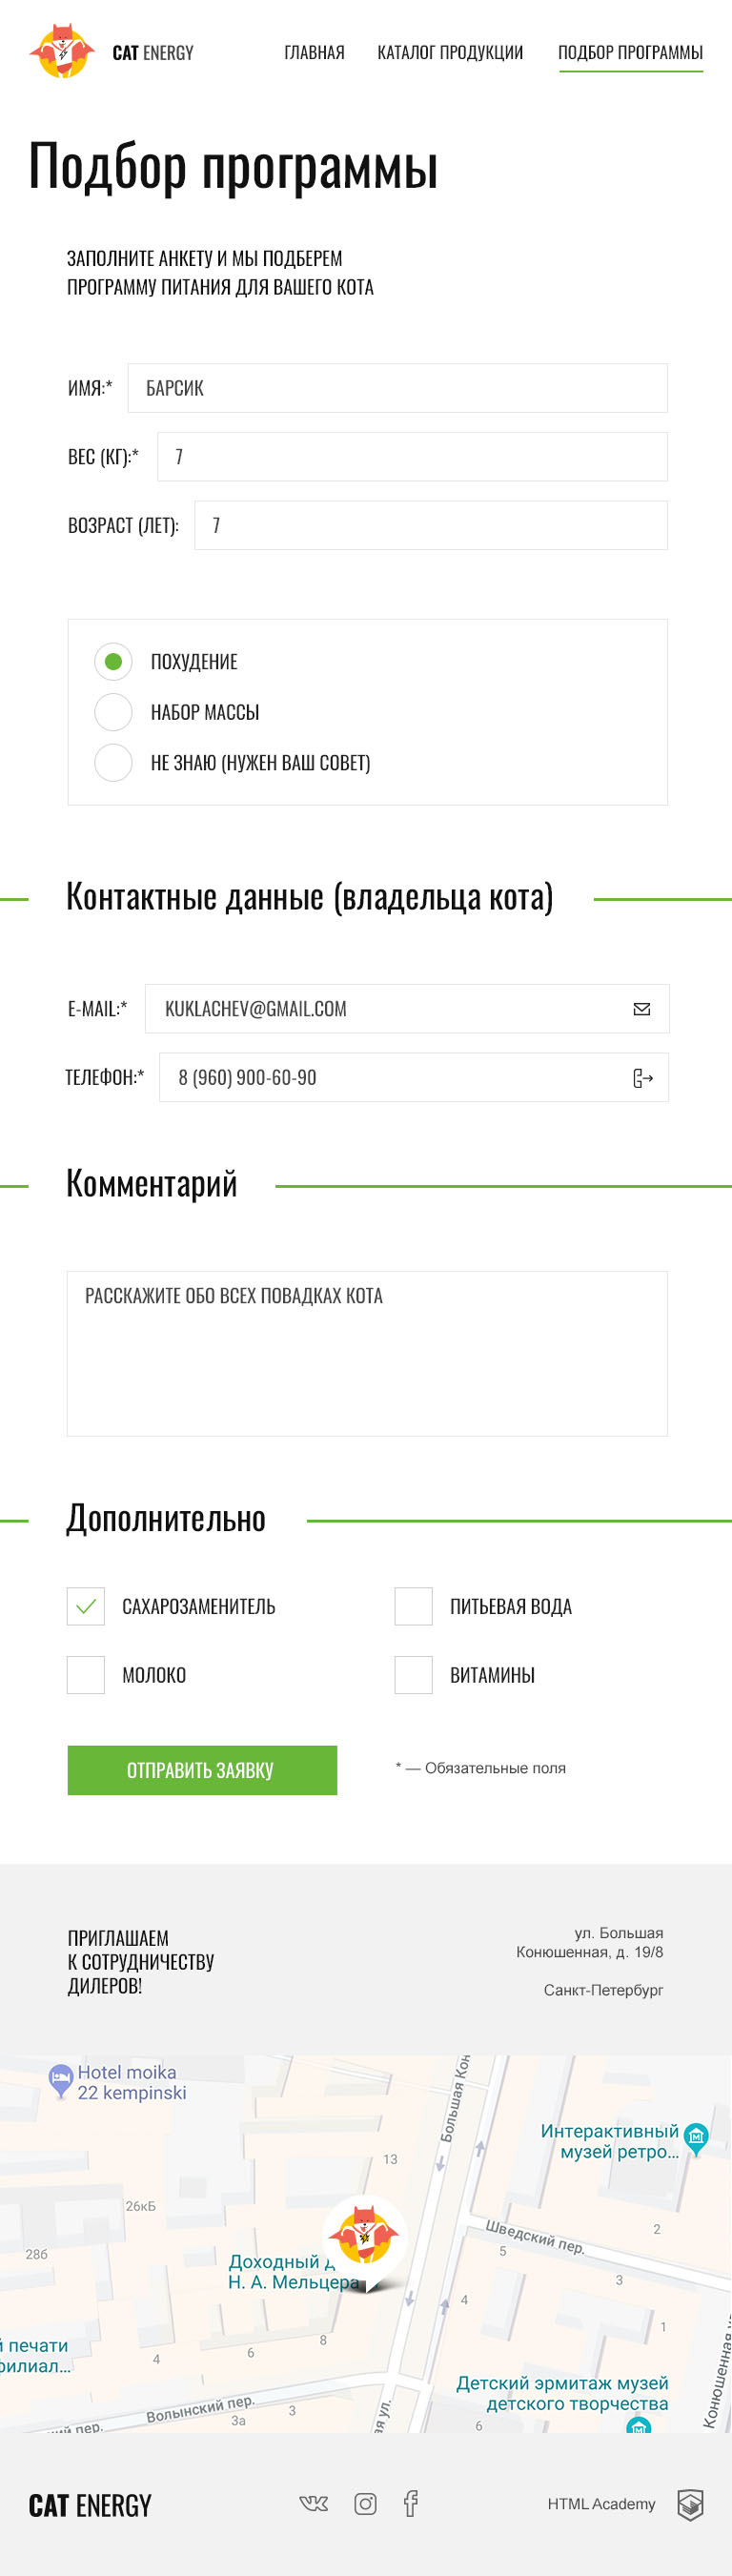 CAT ENERGY
ГЛАВНАЯ
КАТАЛОГ ПРОДУКЦИИ
ПОДБОР ПРОГРАММЫ
Подбор программы
ЗАПОЛНИТЕ АНКЕТУ И МЫ ПОДБЕРЕМ
ПРОГРАММУ ПИТАНИЯ ДЛЯ ВАШЕГО КОТА
ИМЯ:* БАРСИК
ВЕС (КГ):* 7
ВОЗРАСТ (ЛЕТ): 7
ПОХУДЕНИЕ
НАБОР МАССЫ
НЕ ЗНАЮ (НУЖЕН ВАШ СОВЕТ)
Контактные данные (владельца кота)
E-MAIL:* KUKLACHEV@GMAIL.COM
ТЕЛЕФОН:* 8 (960) 900-60-90
Комментарий
РАССКАЖИТЕ ОБО ВСЕХ ПОВАДКАХ КОТА
Дополнительно
САХАРОЗАМЕНИТЕЛЬ
ПИТЬЕВАЯ ВОДА
МОЛОКО
ВИТАМИНЫ
ОТПРАВИТЬ ЗАЯВКУ
* — Обязательные поля
ПРИГЛАШАЕМ
К СОТРУДНИЧЕСТВУ
ДИЛЕРОВ!
ул. Большая
Конюшенная, д. 19/8
Санкт-Петербург
Hotel moika
22 kempinski
Большая Кон
Интерактивный
музей ретро...
13
26кБ
28б
Шведский пер.
2
5
3
Доходный д
Н. А. Мельцера
4
1
8
6
4
й печати
филиал...
Детский эрмитаж музей
детского творчества
Конюшенная у
Волынский пер.
3
3а
ский пер.
ая ул.
6
CAT ENERGY
HTML Academy